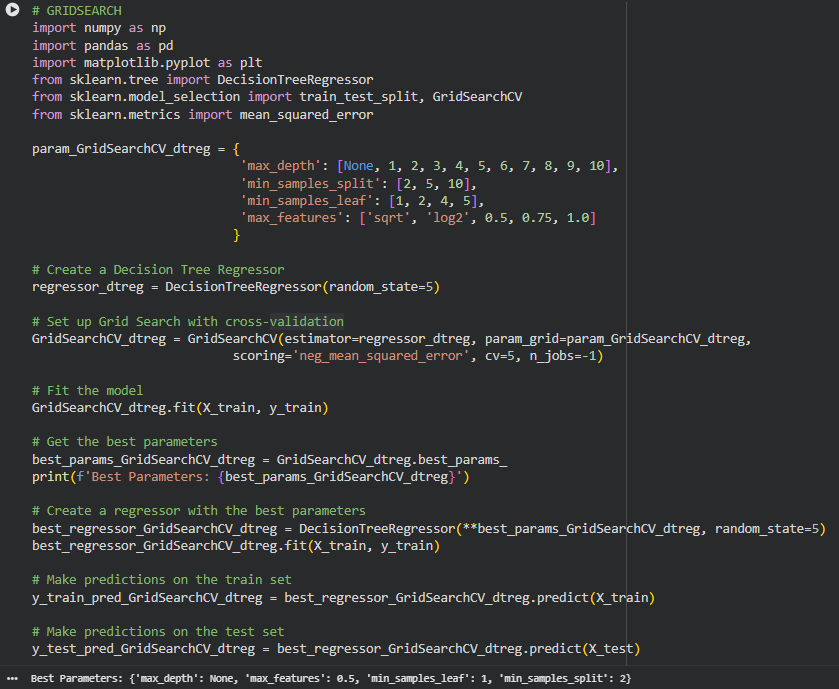 # GRIDSEARCH
import numpy as np
import pandas as pd
import matplotlib.pyplot as plt
from sklearn.tree import DecisionTreeRegressor
from sklearn.model_selection import train_test_split, GridSearchCV
from sklearn.metrics import mean_squared_error
param_GridSearchCV_dtreg = {
'max_depth': [None, 1, 2, 3, 4, 5, 6, 7, 8, 9, 10],
'min_samples_split': [2, 5, 10],
'min_samples_leaf': [1, 2, 4, 5],
'max_features': ['sqrt', 'log2', 0.5, 0.75, 1.0]
}
# Create a Decision Tree Regressor
regressor_dtreg = DecisionTreeRegressor(random_state=5)
# Set up Grid Search with cross-validation
GridSearchCV_dtreg = GridSearchCV(estimator=regressor_dtreg, param_grid=param_GridSearchCV_dtreg,
scoring='neg_mean_squared_error', cv=5, n_jobs=-1)
# Fit the model
GridSearchCV_dtreg.fit(X_train, y_train)
# Get the best parameters
best_params_GridSearchCV_dtreg = GridSearchCV_dtreg.best_params_
print(f'Best Parameters: {best_params_GridSearchCV_dtreg}')
# Create a regressor with the best parameters
best_regressor_GridSearchCV_dtreg = DecisionTreeRegressor(**best_params_GridSearchCV_dtreg, random_state=5)
best_regressor_GridSearchCV_dtreg.fit(X_train, y_train)
# Make predictions on the train set
y_train_pred_GridSearchCV_dtreg = best_regressor_GridSearchCV_dtreg.predict(X_train)
# Make predictions on the test set
y_test_pred_GridSearchCV_dtreg = best_regressor_GridSearchCV_dtreg.predict(X_test)
Best Parameters: {'max_depth': None, 'max_features': 0.5, 'min_samples_leaf': 1, 'min_samples_split': 2}